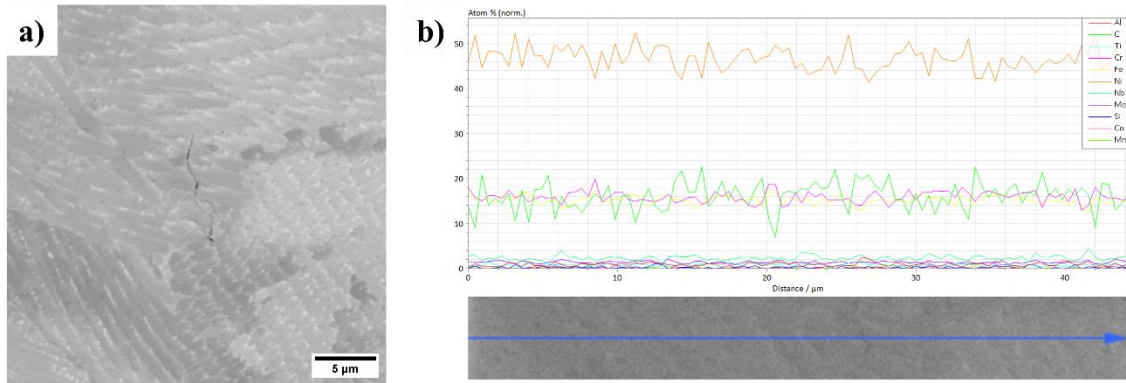 a)
5 µm
b)
Atom % (norm.)
50
40
30
20
10
0
0
10
20
30
40
Distance / µm
Al
C
Ti
Cr
Fe
Ni
Nb
Mo
Si
Co
Mn